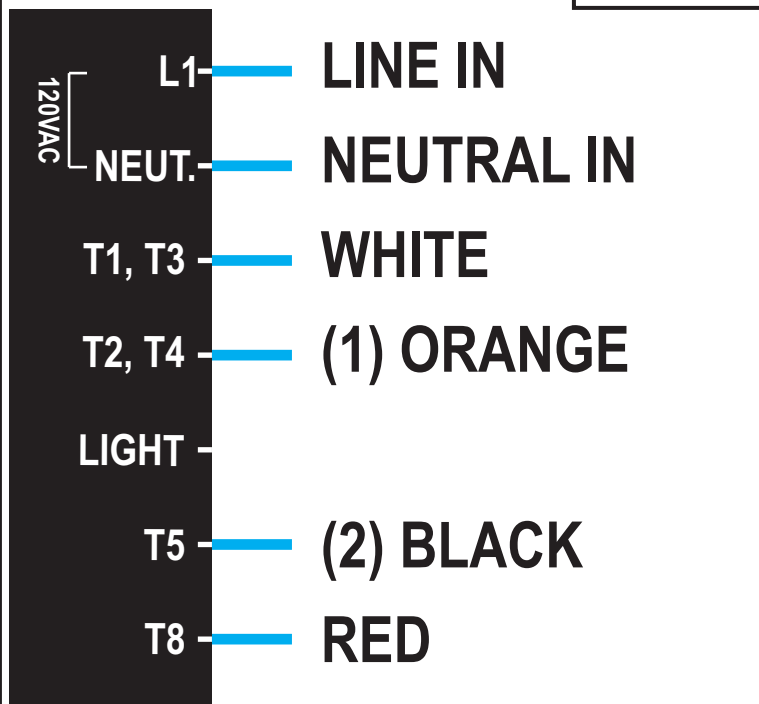 L1 LINE IN
120VAC
NEUT. NEUTRAL IN
T1, T3 WHITE
T2, T4 (1) ORANGE
LIGHT
T5 (2) BLACK
T8 RED